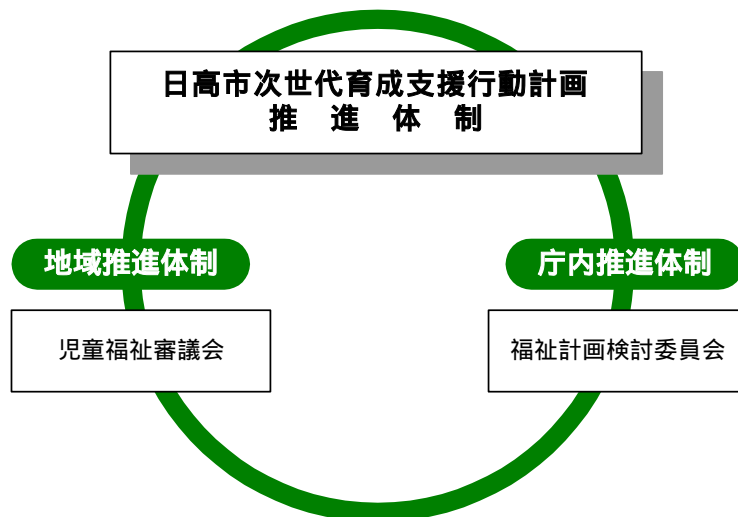 日高市次世代育成支援行動計画
推　進　体　制
地域推進体制
庁内推進体制
児童福祉審議会
福祉計画検討委員会